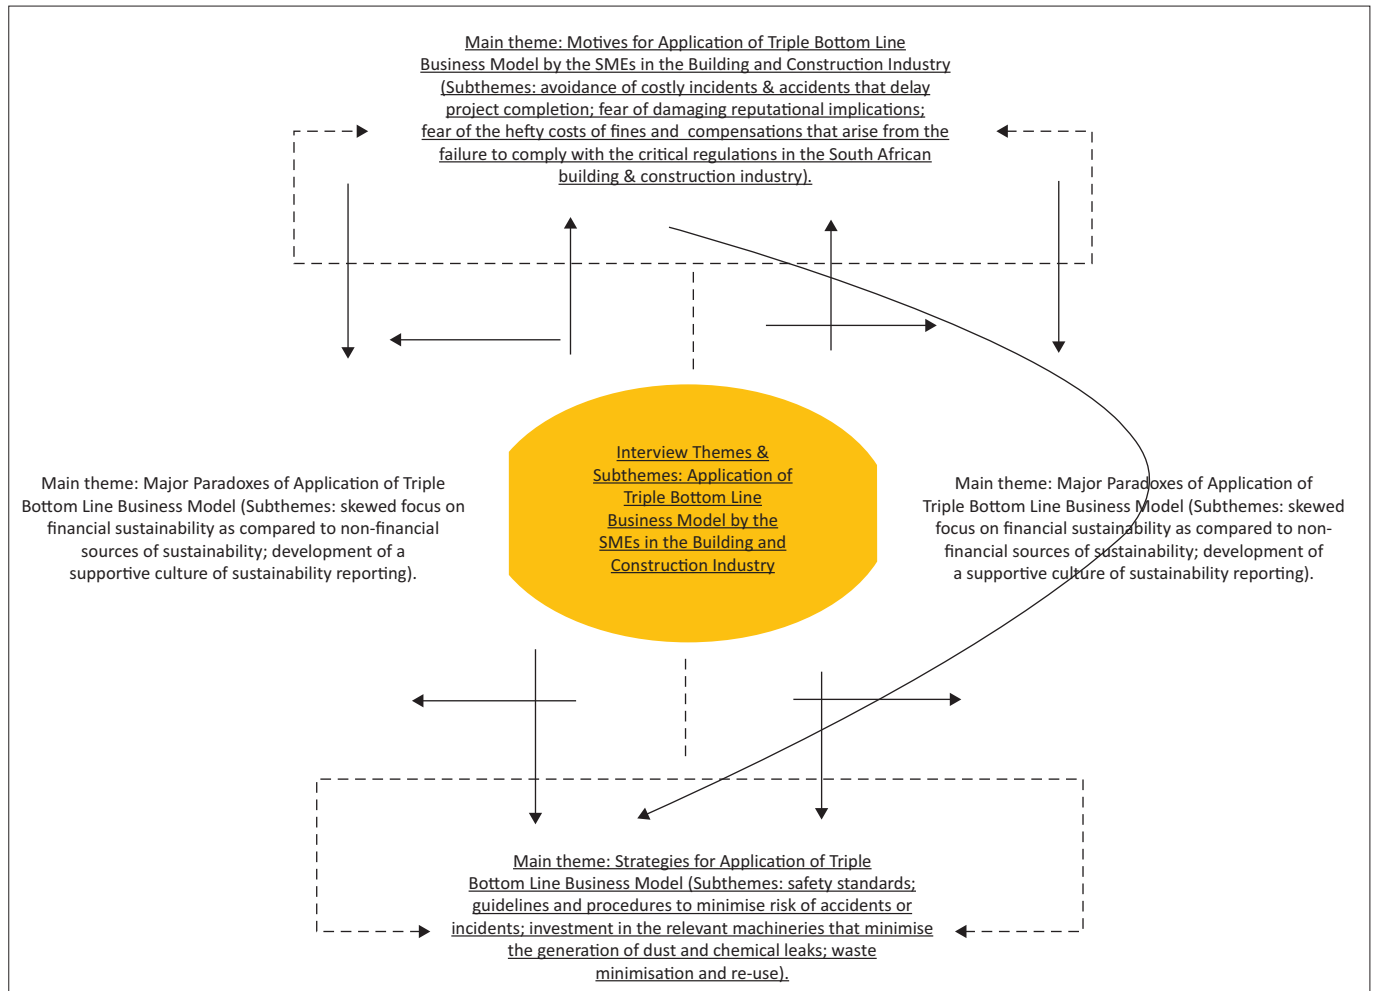 Main theme: Motives for Application of Triple Bottom Line
Business Model by the SMEs in the Building and Construction Industry
(Subthemes: avoidance of costly incidents & accidents that delay
project completion; fear of damaging reputational implications;
fear of the hefty costs of fines and compensations that arise from the
failure to comply with the critical regulations in the South African
building & construction industry).
Main theme: Major Paradoxes of Application of Triple
Bottom Line Business Model (Subthemes: skewed focus on
financial sustainability as compared to non-financial
sources of sustainability; development of a
supportive culture of sustainability reporting).
Interview Themes &
Subthemes: Application of
Triple Bottom Line
Business Model by the
SMEs in the Building and
Construction Industry
Main theme: Major Paradoxes of Application of
Triple Bottom Line Business Model (Subthemes: skewed
focus on financial sustainability as compared to non-
financial sources of sustainability; development of
a supportive culture of sustainability reporting).
Main theme: Strategies for Application of Triple
Bottom Line Business Model (Subthemes: safety standards;
guidelines and procedures to minimise risk of accidents or
incidents; investment in the relevant machineries that minimise
the generation of dust and chemical leaks; waste
minimisation and re-use).